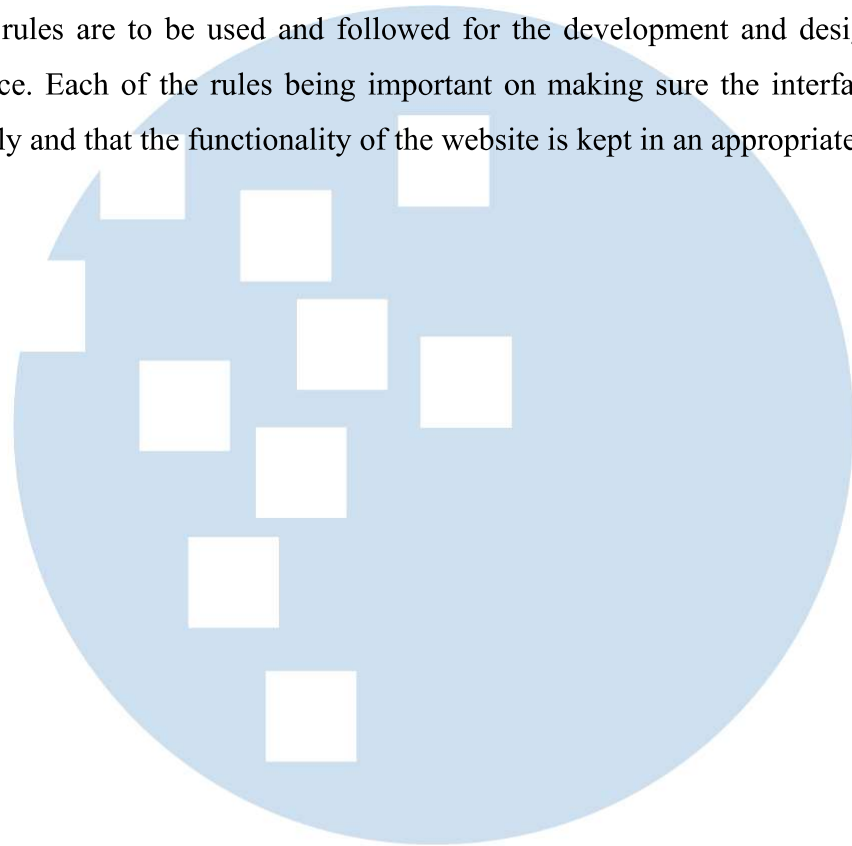 rules are to be used and followed for the development and desi
ce. Each of the rules being important on making sure the interfa
ly and that the functionality of the website is kept in an appropriate